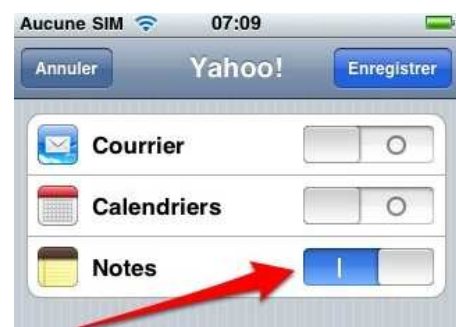 Aucune SIM 07:09
Annuler Yahoo! Enregistrer
Courrier
Calendriers
Notes